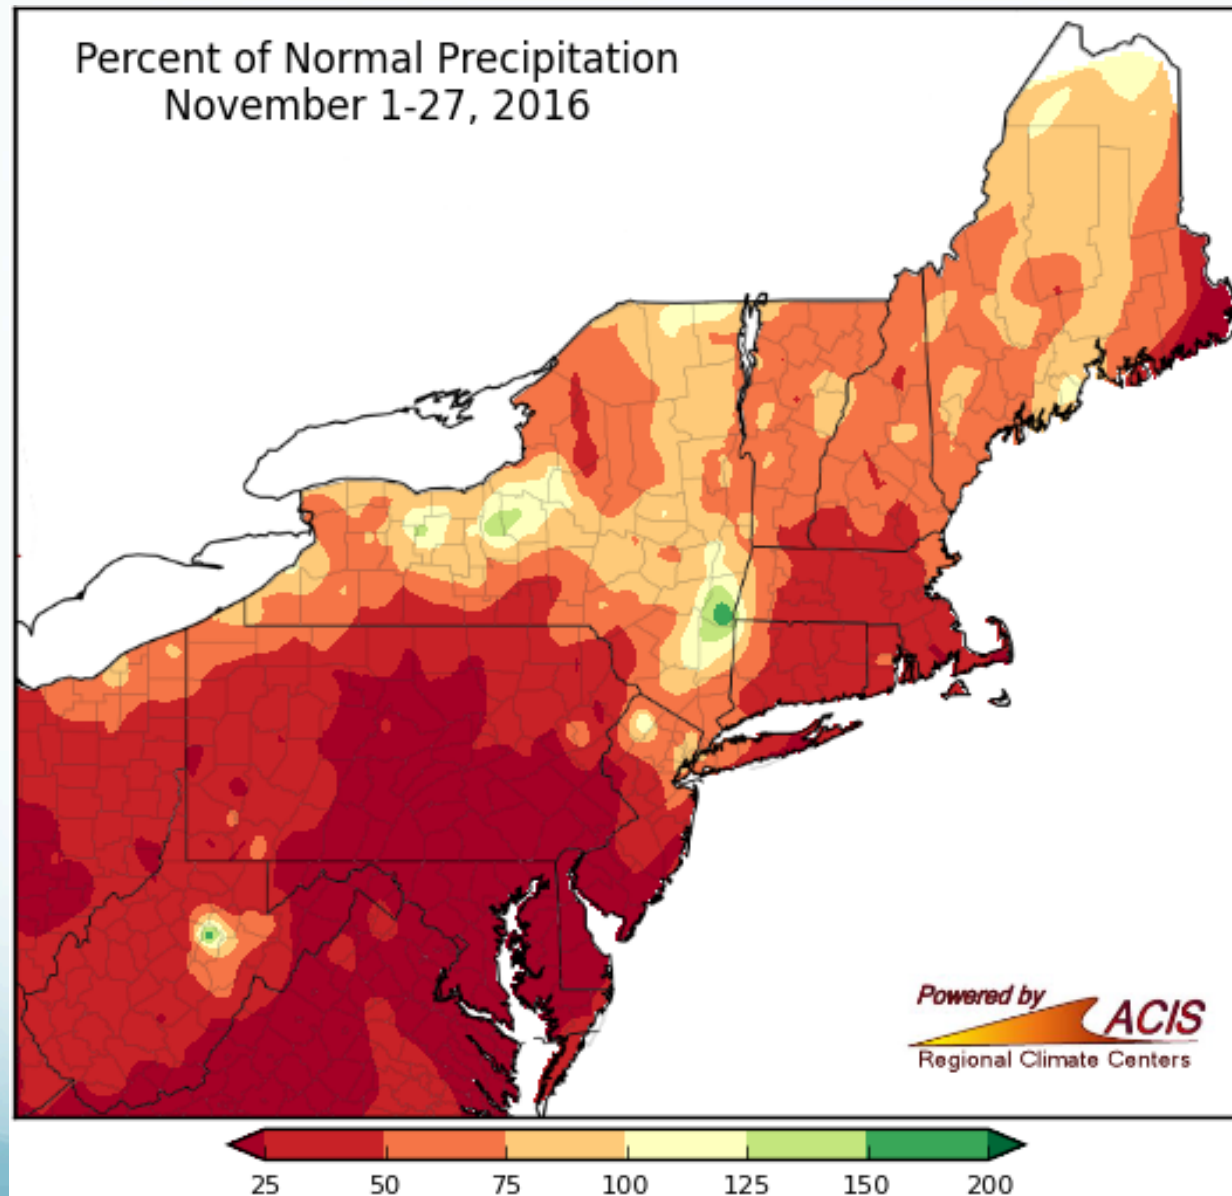 Percent of Normal Precipitation
November 1-27, 2016
Powered by
ACIS
Regional Climate Centers
25 50 75 100 125 150 200